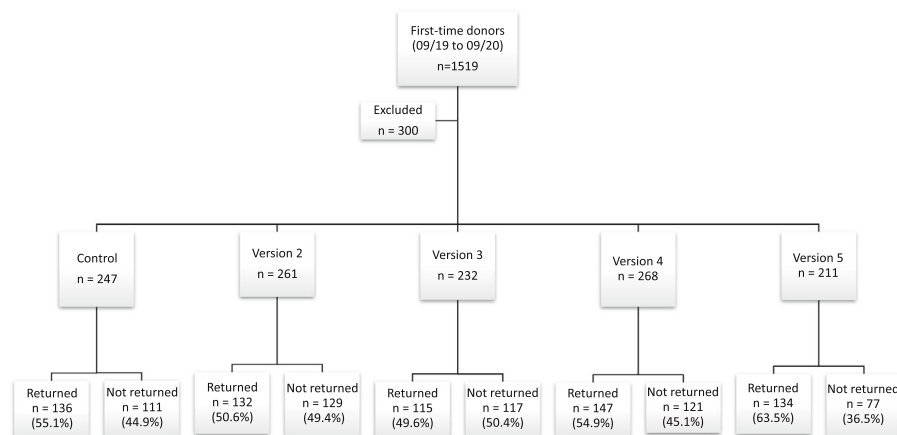 First-time donors
(09/19 to 09/20)
n=1519
Excluded
n = 300
Control
n = 247
Version 2
n = 261
Version 3
n = 232
Version 4
n = 268
Version 5
n = 211
Returned
n = 136
(55.1%)
Not returned
n = 111
(44.9%)
Returned
n = 132
(50.6%)
Not returned
n = 129
(49.4%)
Returned
n = 115
(49.6%)
Not returned
n = 117
(50.4%)
Returned
n = 147
(54.9%)
Not returned
n = 121
(45.1%)
Returned
n = 134
(63.5%)
Not returned
n = 77
(36.5%)